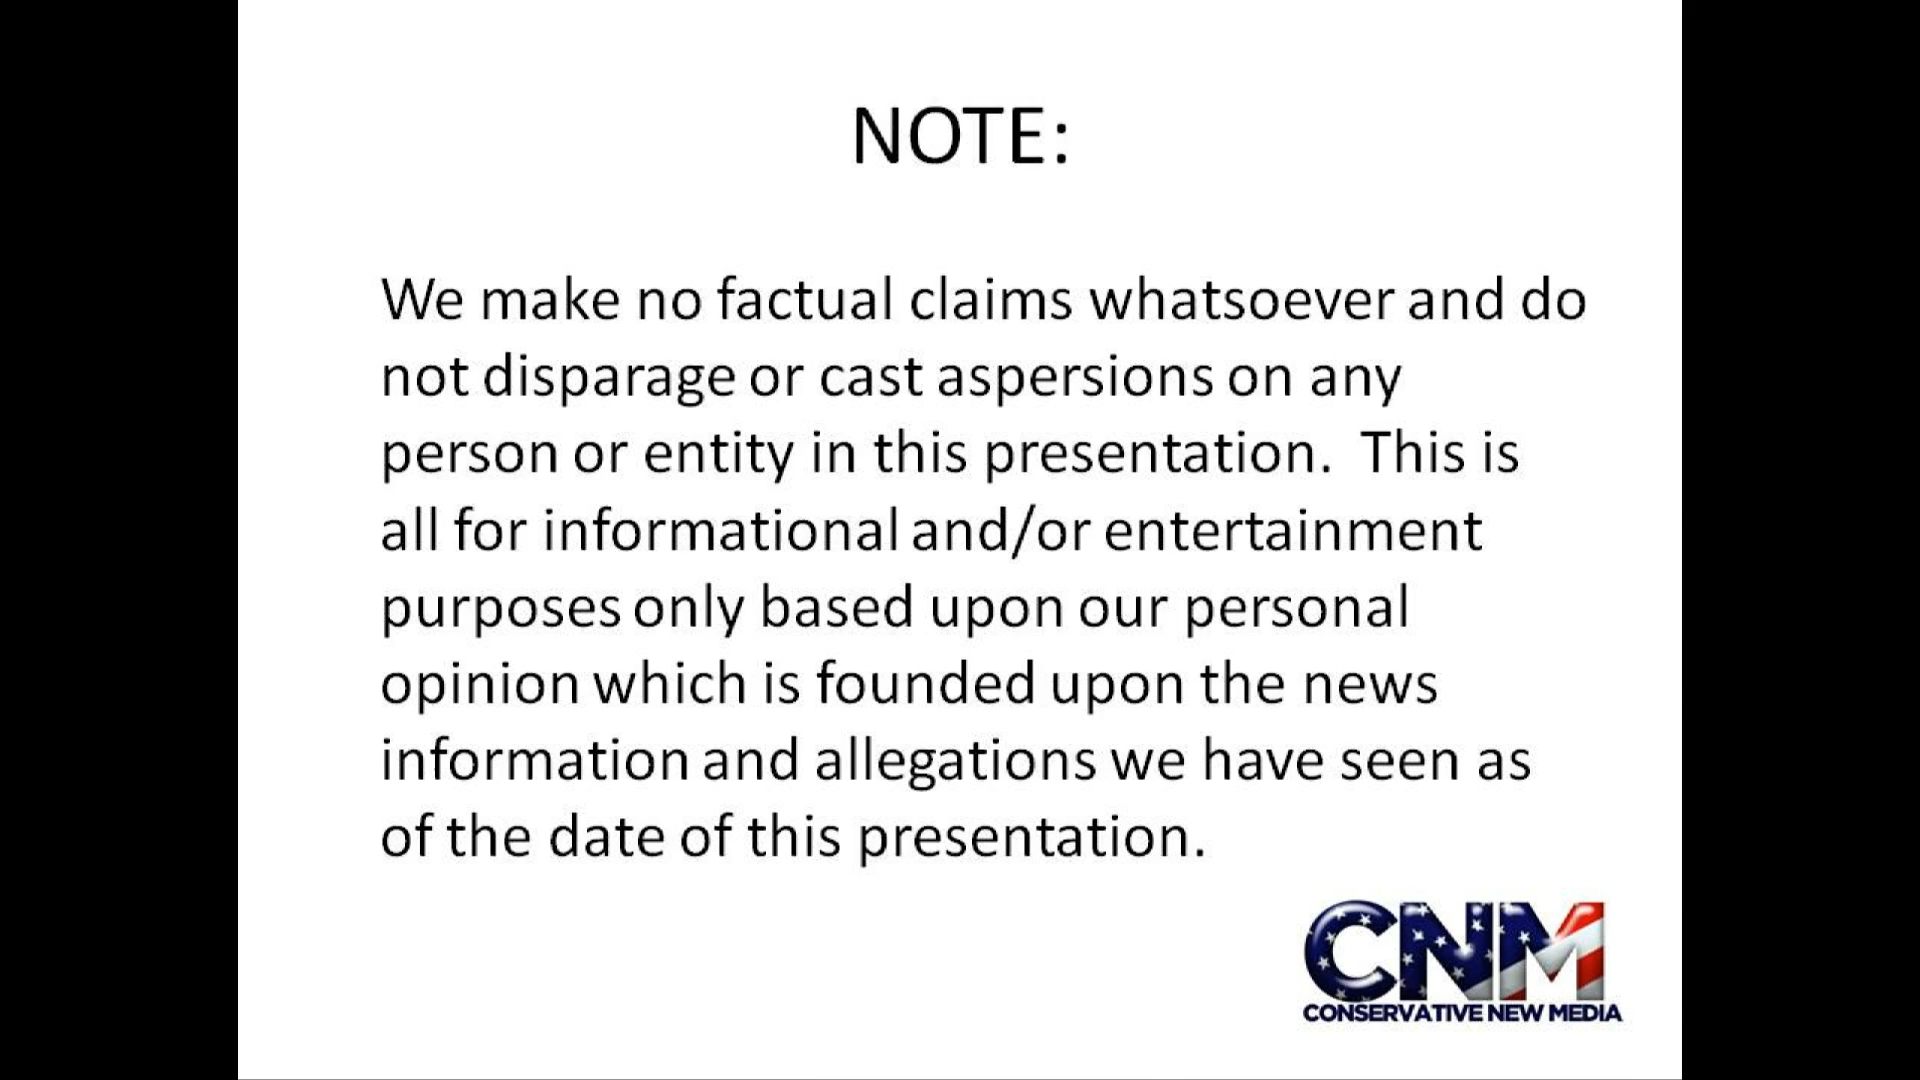 NOTE:
We make no factual claims whatsoever and do
not disparage or cast aspersions on any
person or entity in this presentation.  This is
all for informational and/or entertainment
purposes only based upon our personal
opinion which is founded upon the news
information and allegations we have seen as
of the date of this presentation.
CNM
CONSERVATIVE NEW MEDIA